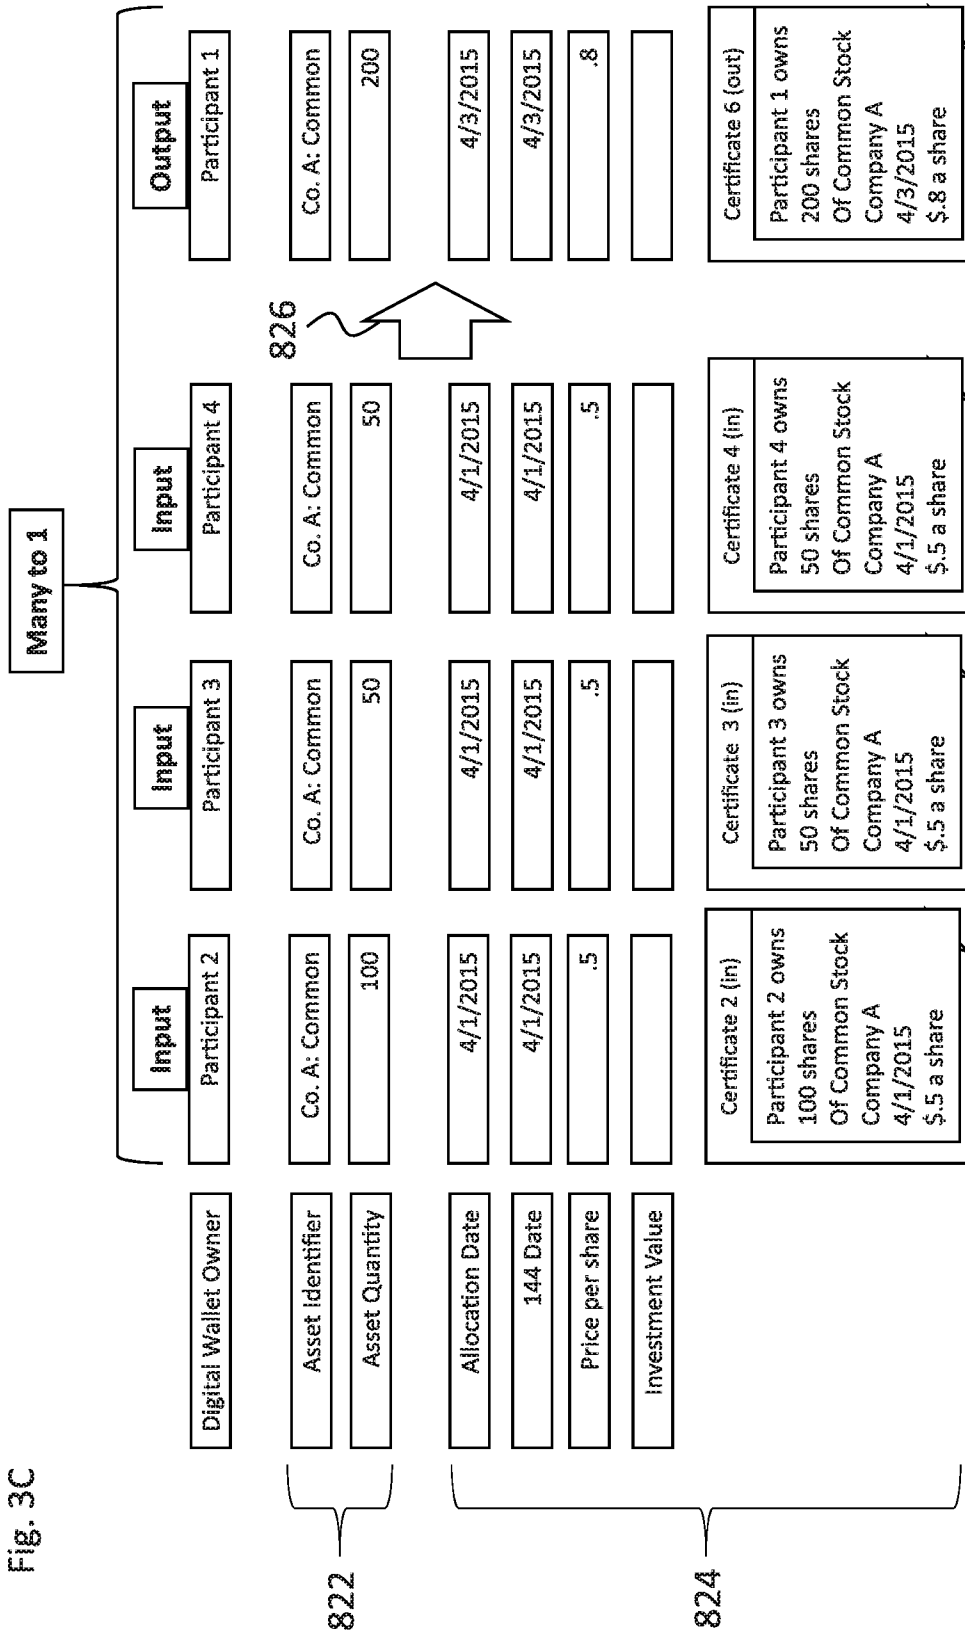 Fig. 3C
Many to 1
Input
Input
Input
Output
Digital Wallet Owner
Participant 2
Participant 3
Participant 4
Participant 1
826
822
Asset Identifier
Co. A: Common
Co. A: Common
Co. A: Common
Co. A: Common
Asset Quantity
100
50
50
200
824
Allocation Date
4/1/2015
4/1/2015
4/1/2015
4/3/2015
144 Date
4/1/2015
4/1/2015
4/1/2015
4/3/2015
Price per share
.5
.5
.5
.8
Investment Value
Certificate 2 (in)
Participant 2 owns
100 shares
Of Common Stock
Company A
4/1/2015
$.5 a share
Certificate 3 (in)
Participant 3 owns
50 shares
Of Common Stock
Company A
4/1/2015
$.5 a share
Certificate 4 (in)
Participant 4 owns
50 shares
Of Common Stock
Company A
4/1/2015
$.5 a share
Certificate 6 (out)
Participant 1 owns
200 shares
Of Common Stock
Company A
4/3/2015
$.8 a share